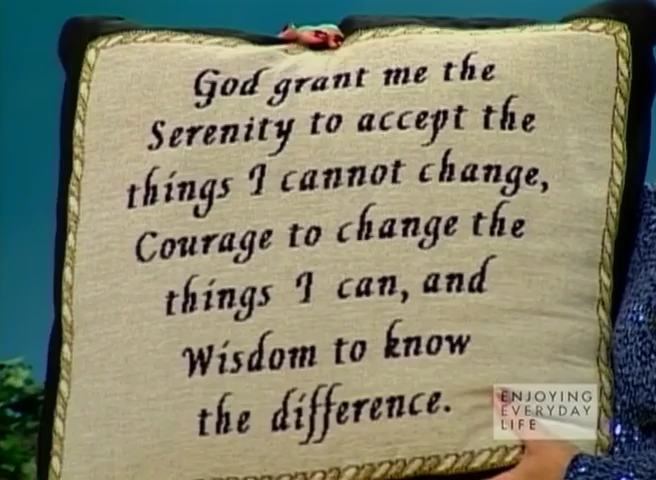 God grant me the
Serenity to accept the
things I cannot change,
Courage to change the
things I can, and
Wisdom to know
the difference.
ENJOYING
EVERYDAY
LIFE